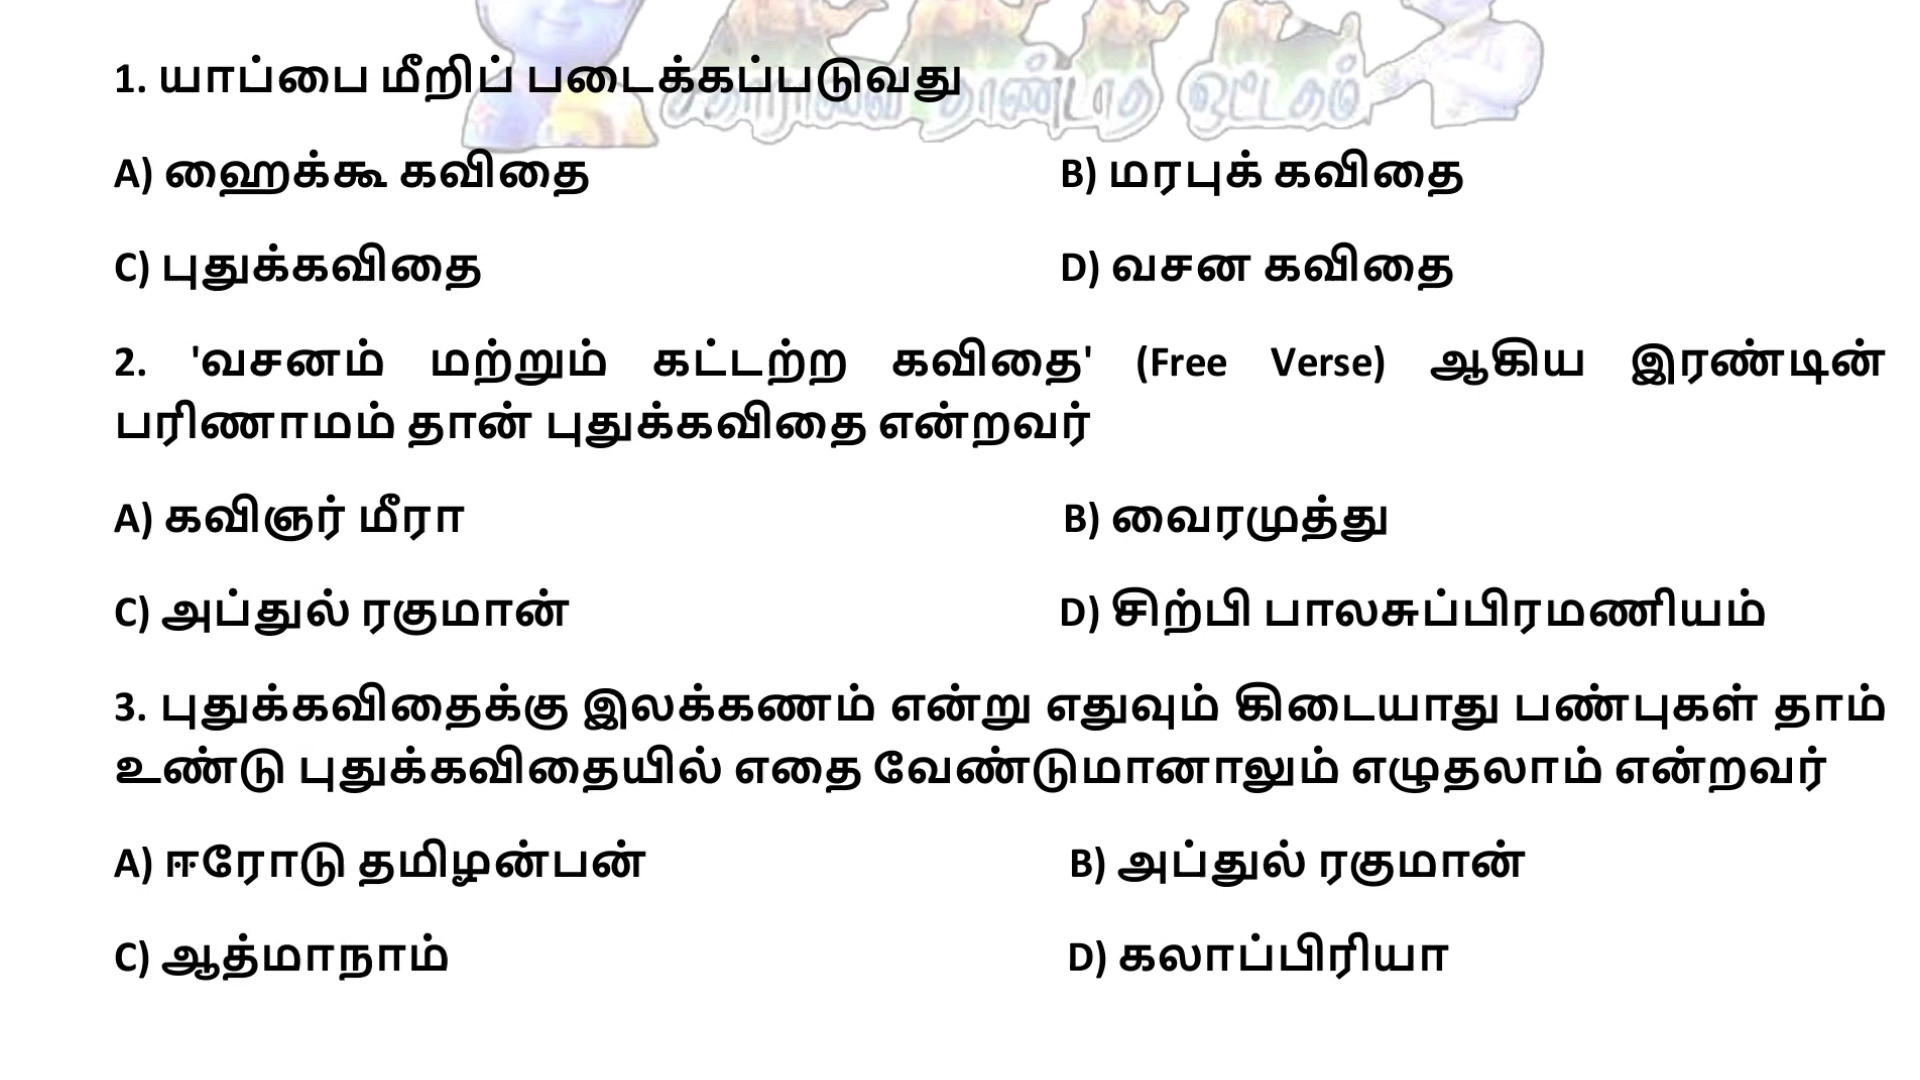 சகாராவை தாண்டாத ஒட்டகம்
1. யாப்பை மீறிப் படைக்கப்படுவது
A) ஹைக்கூ கவிதை B) மரபுக் கவிதை
C) புதுக்கவிதை D) வசன கவிதை
2. 'வசனம் மற்றும் கட்டற்ற கவிதை' (Free Verse) ஆகிய இரண்டின்
பரிணாமம் தான் புதுக்கவிதை என்றவர்
A) கவிஞர் மீரா B) வைரமுத்து
C) அப்துல் ரகுமான் D) சிற்பி பாலசுப்பிரமணியம்
3. புதுக்கவிதைக்கு இலக்கணம் என்று எதுவும் கிடையாது பண்புகள் தாம்
உண்டு புதுக்கவிதையில் எதை வேண்டுமானாலும் எழுதலாம் என்றவர்
A) ஈரோடு தமிழன்பன் B) அப்துல் ரகுமான்
C) ஆத்மாநாம் D) கலாப்பிரியா